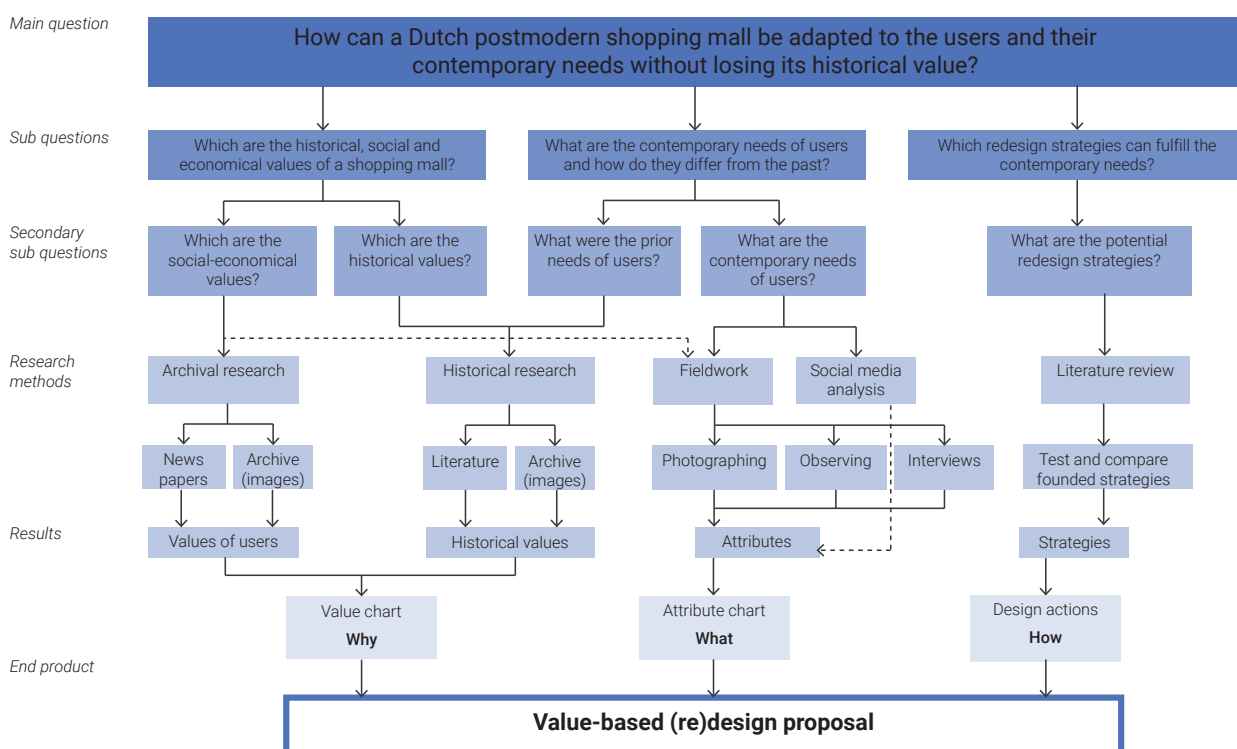 Main question
How can a Dutch postmodern shopping mall be adapted to the users and their
contemporary needs without losing its historical value?
Sub questions
Which are the historical, social and
economical values of a shopping mall?
What are the contemporary needs of users
and how do they differ from the past?
Which redesign strategies can fulfill the
contemporary needs?
Secondary
sub questions
Which are the
social-economical
values?
Which are the
historical values?
What were the prior
needs of users?
What are the
contemporary needs
of users?
What are the potential
redesign strategies?
Research
methods
Archival research
Historical research
Fieldwork
Social media
analysis
Literature review
News
papers
Archive
(images)
Literature
Archive
(images)
Photographing
Observing
Interviews
Test and compare
founded strategies
Results
Values of users
Historical values
Attributes
Strategies
Value chart
Why
Attribute chart
What
Design actions
How
End product
Value-based (re)design proposal